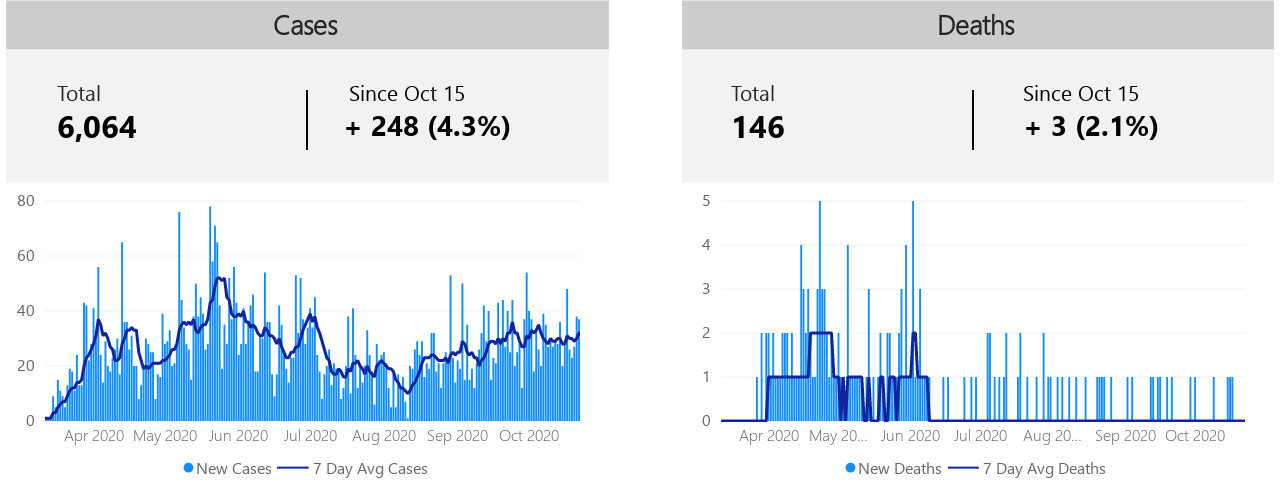 Cases
Total
Since Oct 15
6,064
+ 248 (4.3%)
80
60
40
20
0
Apr 2020 May 2020 Jun 2020 Jul 2020 Aug 2020 Sep 2020 Oct 2020
New Cases 7 Day Avg Cases
Deaths
Total
Since Oct 15
146
+ 3 (2.1%)
5
4
3
2
1
0
Apr 2020 May 20... Jun 2020 Jul 2020 Aug 20... Sep 2020 Oct 2020
New Deaths 7 Day Avg Deaths